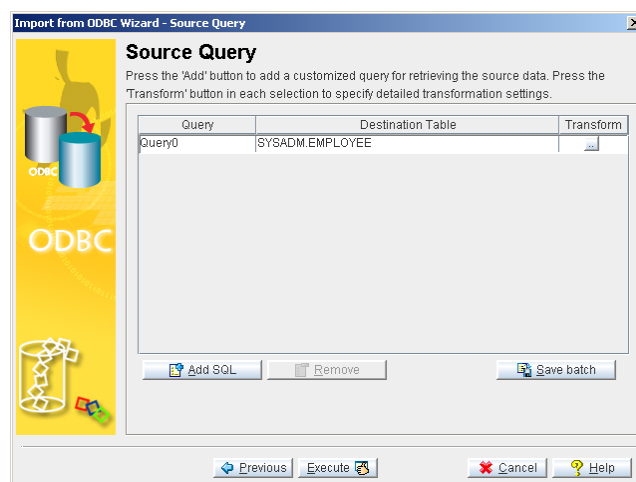 Import from ODBC Wizard - Source Query
Source Query
Press the 'Add' button to add a customized query for retrieving the source data. Press the
'Transform' button in each selection to specify detailed transformation settings.
Query Destination Table Transform
Query0 SYSADM.EMPLOYEE ...
ODBC
ODBC
Add SQL Remove Save batch
Previous Execute Cancel Help